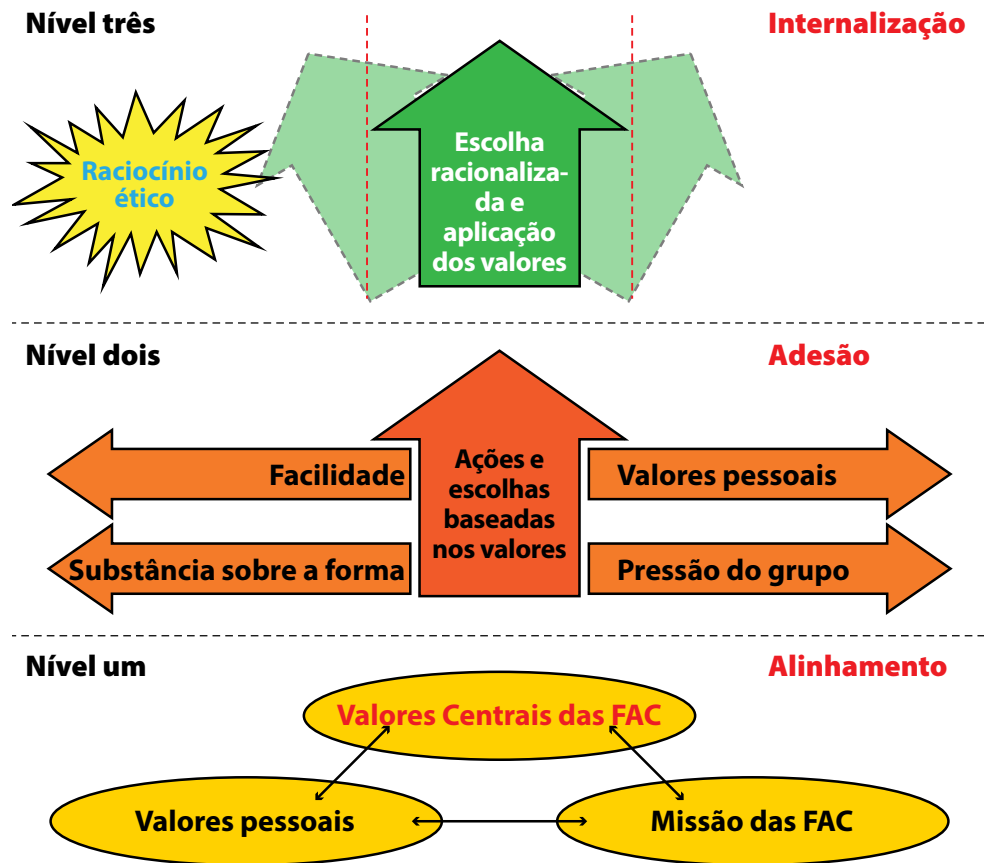 Nível três
Internalização
Raciocínio
ético
Escolha
racionaliza-
da e
aplicação
dos valores
Nível dois
Adesão
Facilidade
Ações e
escolhas
baseadas
nos valores
Valores pessoais
Substância sobre a forma
Pressão do grupo
Nível um
Alinhamento
Valores Centrais das FAC
Valores pessoais
Missão das FAC